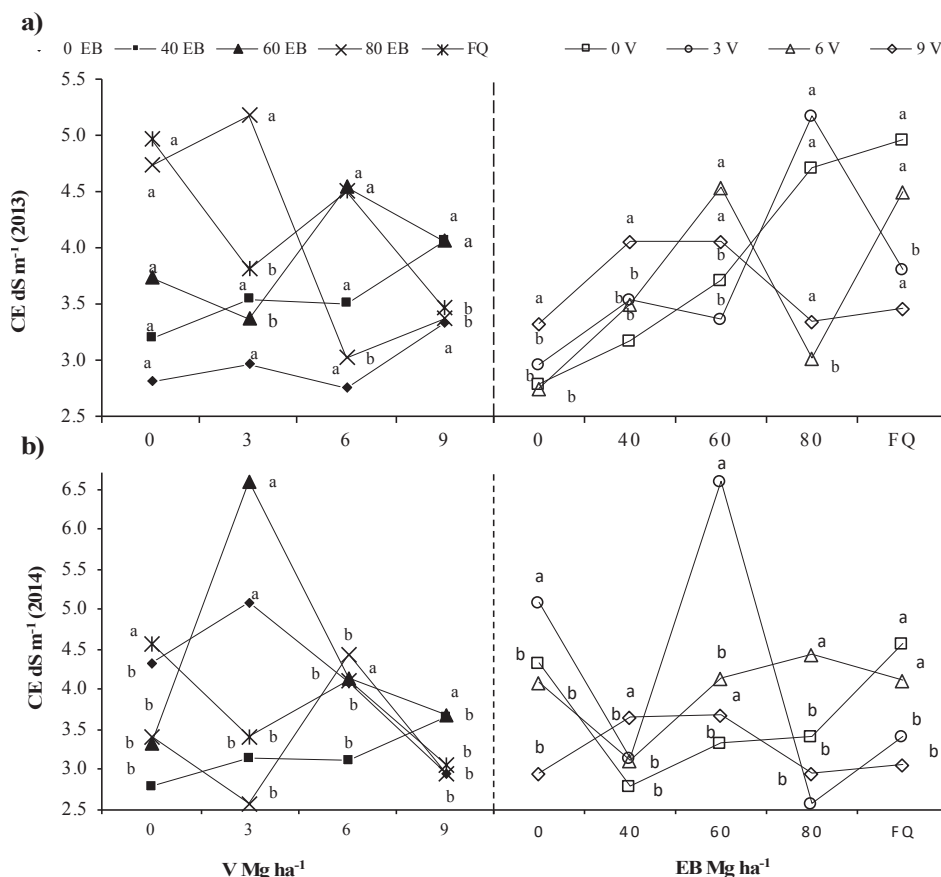 a)
0 EB 40 EB 60 EB 80 EB FQ
0 V 3 V 6 V 9 V
CE dS m⁻¹ (2013)
5.5
5.0
4.5
4.0
3.5
3.0
2.5
a a a a a a a a a a a
b b b b b a a
a a a a a a a a
a b b b b b a b b a
a b b b b b
0 3 6 9
0 40 60 80 FQ
b)
CE dS m⁻¹ (2014)
6.5
6.0
5.5
5.0
4.5
4.0
3.5
3.0
2.5
a a a b a
b b b b a
b b b b b b
b b b b
a a a a a
b b b b b
b b b b b
0 3 6 9
0 40 60 80 FQ
V Mg ha⁻¹
EB Mg ha⁻¹